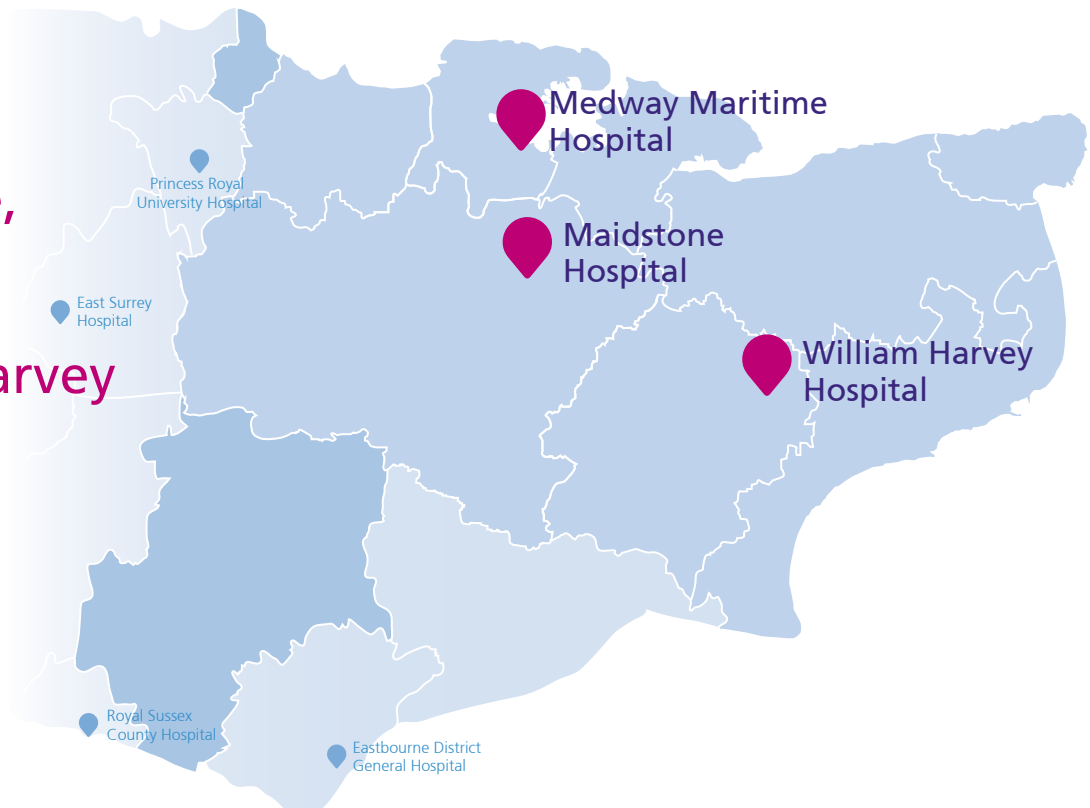 Medway Maritime
Hospital
Princess Royal
University Hospital
Maidstone
Hospital
East Surrey
Hospital
William Harvey
Hospital
arvey
Royal Sussex
County Hospital
Eastbourne District
General Hospital